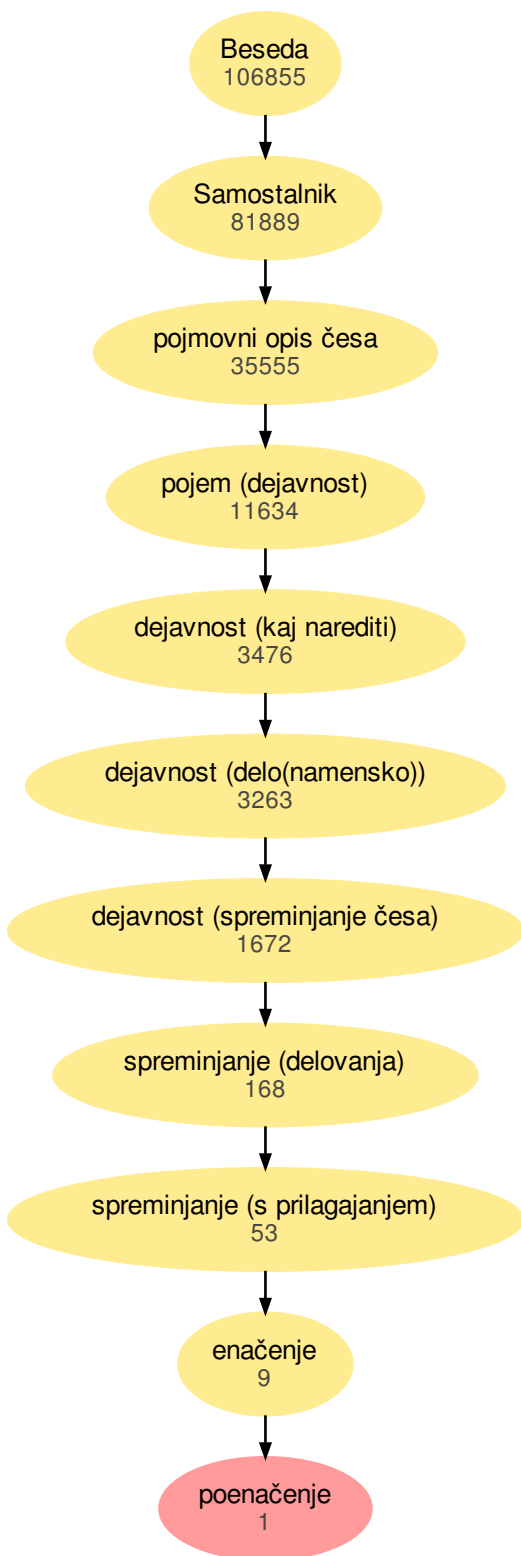 Beseda
106855
Samostalnik
81889
pojmovni opis česa
35555
pojem (dejavnost)
11634
dejavnost (kaj narediti)
3476
dejavnost (delo(namensko))
3263
dejavnost (spreminjanje česa)
1672
spreminjanje (delovanja)
168
spreminjanje (s prilagajanjem)
53
enačenje
9
poenačenje
1